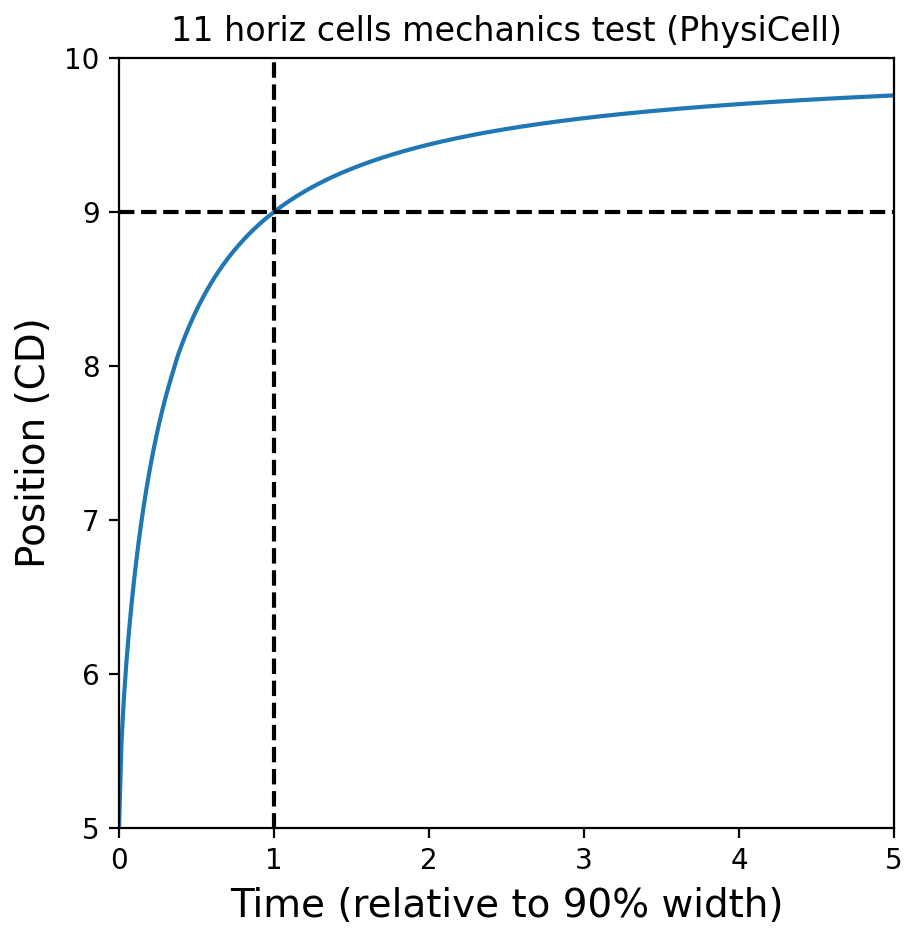 11 horiz cells mechanics test (PhysiCell)
10
9
8
7
6
5
Position (CD)
0 1 2 3 4 5
Time (relative to 90% width)